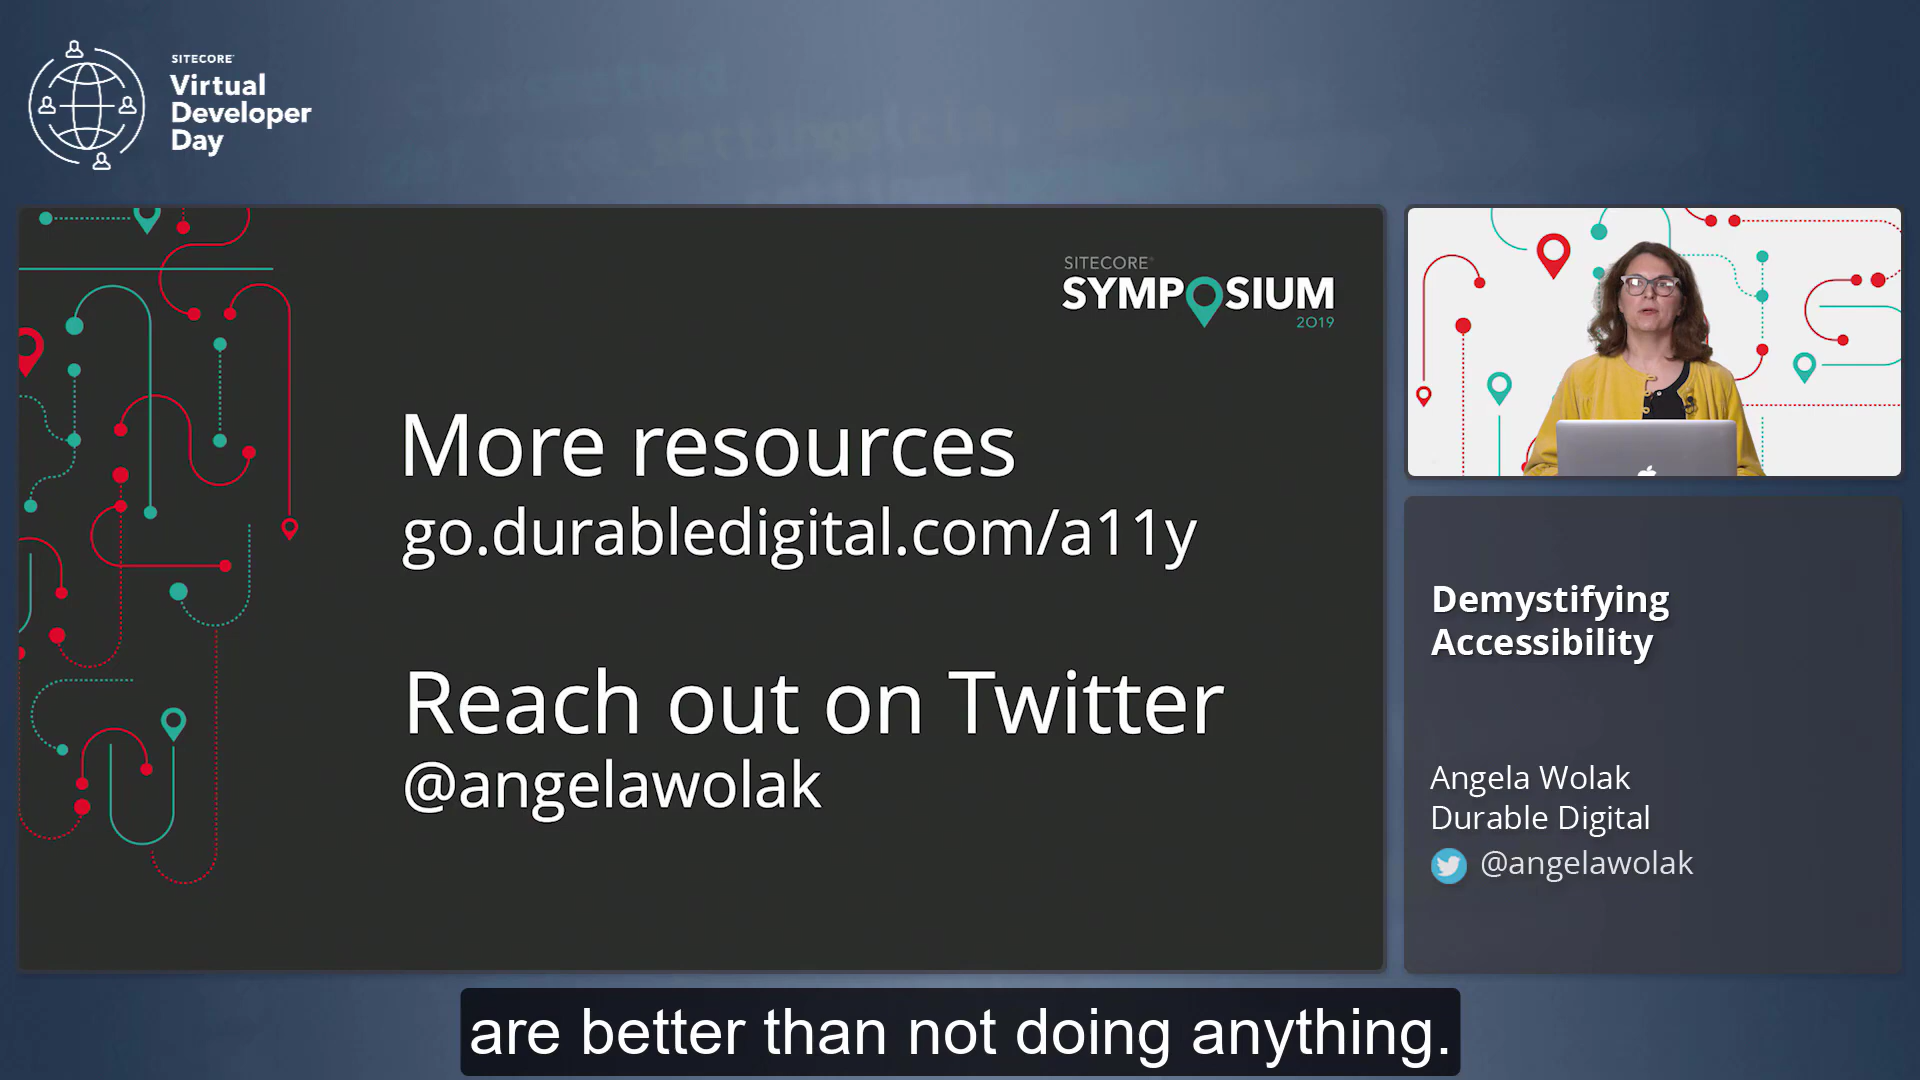 SITECORE
Virtual
Developer
Day
SITECORE®
SYMPOSIUM
2019
More resources
go.durabledigital.com/a11y
Reach out on Twitter
@angelawolak
Demystifying
Accessibility
Angela Wolak
Durable Digital
@angelawolak
are better than not doing anything.